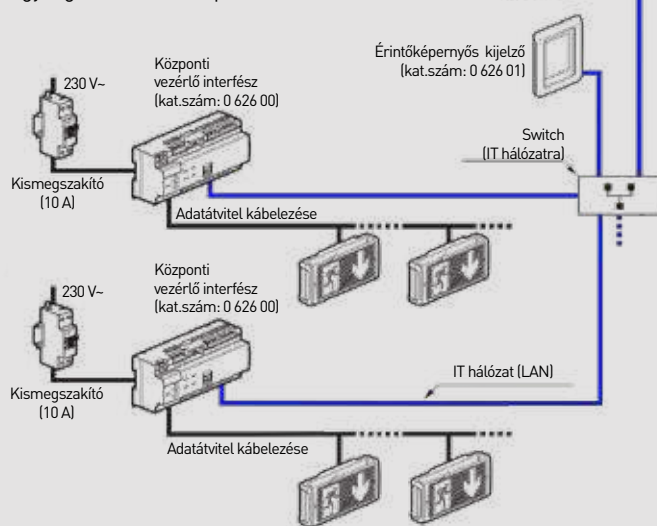 Érintőképernyős kijelző
(kat.szám: 0 626 01)
230 V~
Központi
vezérlő interfész
(kat.szám: 0 626 00)
Switch
(IT hálózatra)
Kismegszakító
(10 A)
Adatátvitel kábelezése
230 V~
Központi
vezérlő interfész
(kat.szám: 0 626 00)
IT hálózat (LAN)
Kismegszakító
(10 A)
Adatátvitel kábelezése